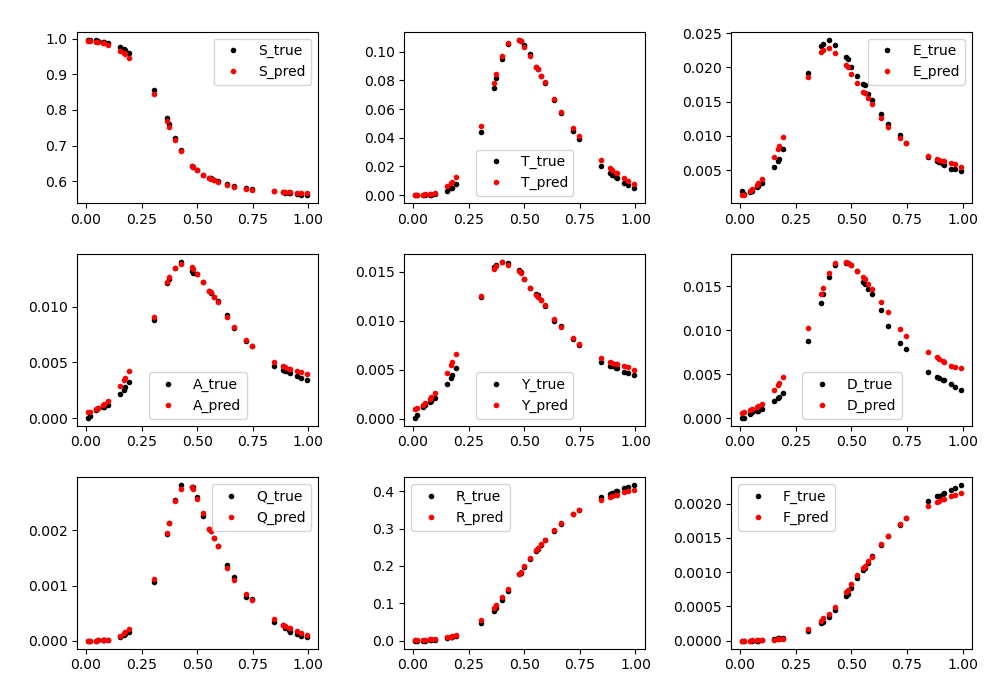 1.0
0.9
0.8
0.7
0.6
0.00 0.25 0.50 0.75 1.00
S_true
S_pred
0.10
0.08
0.06
0.04
0.02
0.00
0.00 0.25 0.50 0.75 1.00
T_true
T_pred
0.025
0.020
0.015
0.010
0.005
0.00 0.25 0.50 0.75 1.00
E_true
E_pred
0.010
0.005
0.000
0.00 0.25 0.50 0.75 1.00
A_true
A_pred
0.015
0.010
0.005
0.000
0.00 0.25 0.50 0.75 1.00
Y_true
Y_pred
0.015
0.010
0.005
0.000
0.00 0.25 0.50 0.75 1.00
D_true
D_pred
0.002
0.001
0.000
0.00 0.25 0.50 0.75 1.00
Q_true
Q_pred
0.4
0.3
0.2
0.1
0.0
0.00 0.25 0.50 0.75 1.00
R_true
R_pred
0.0020
0.0015
0.0010
0.0005
0.0000
0.00 0.25 0.50 0.75 1.00
F_true
F_pred